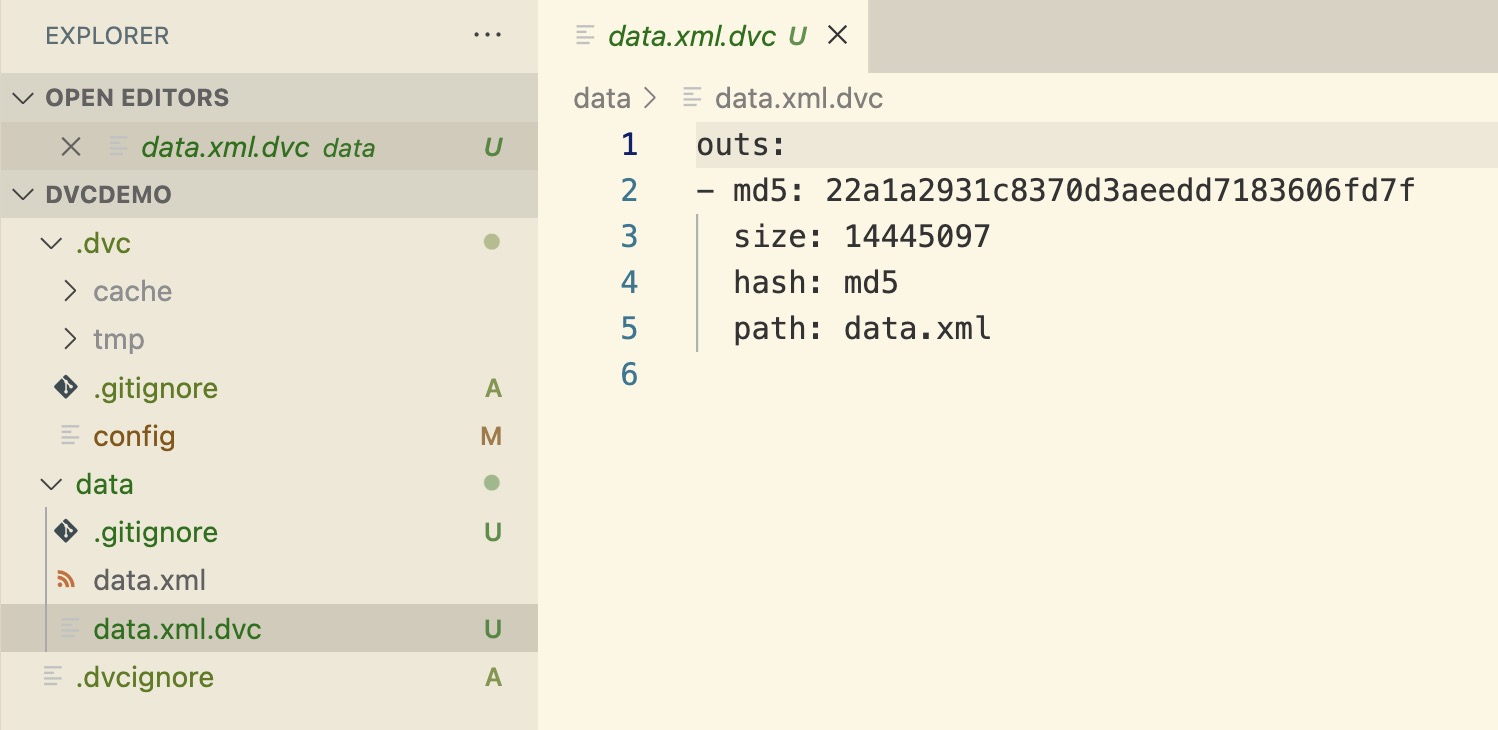 EXPLORER ...
OPEN EDITORS
data.xml.dvc data U
DVCDEMO
.dvc
cache
tmp
.gitignore A
config M
data
.gitignore U
data.xml
data.xml.dvc U
.dvcignore A
data.xml.dvc U
data > data.xml.dvc
1 outs:
2 - md5: 22a1a2931c8370d3aeedd7183606fd7f
3 size: 14445097
4 hash: md5
5 path: data.xml
6